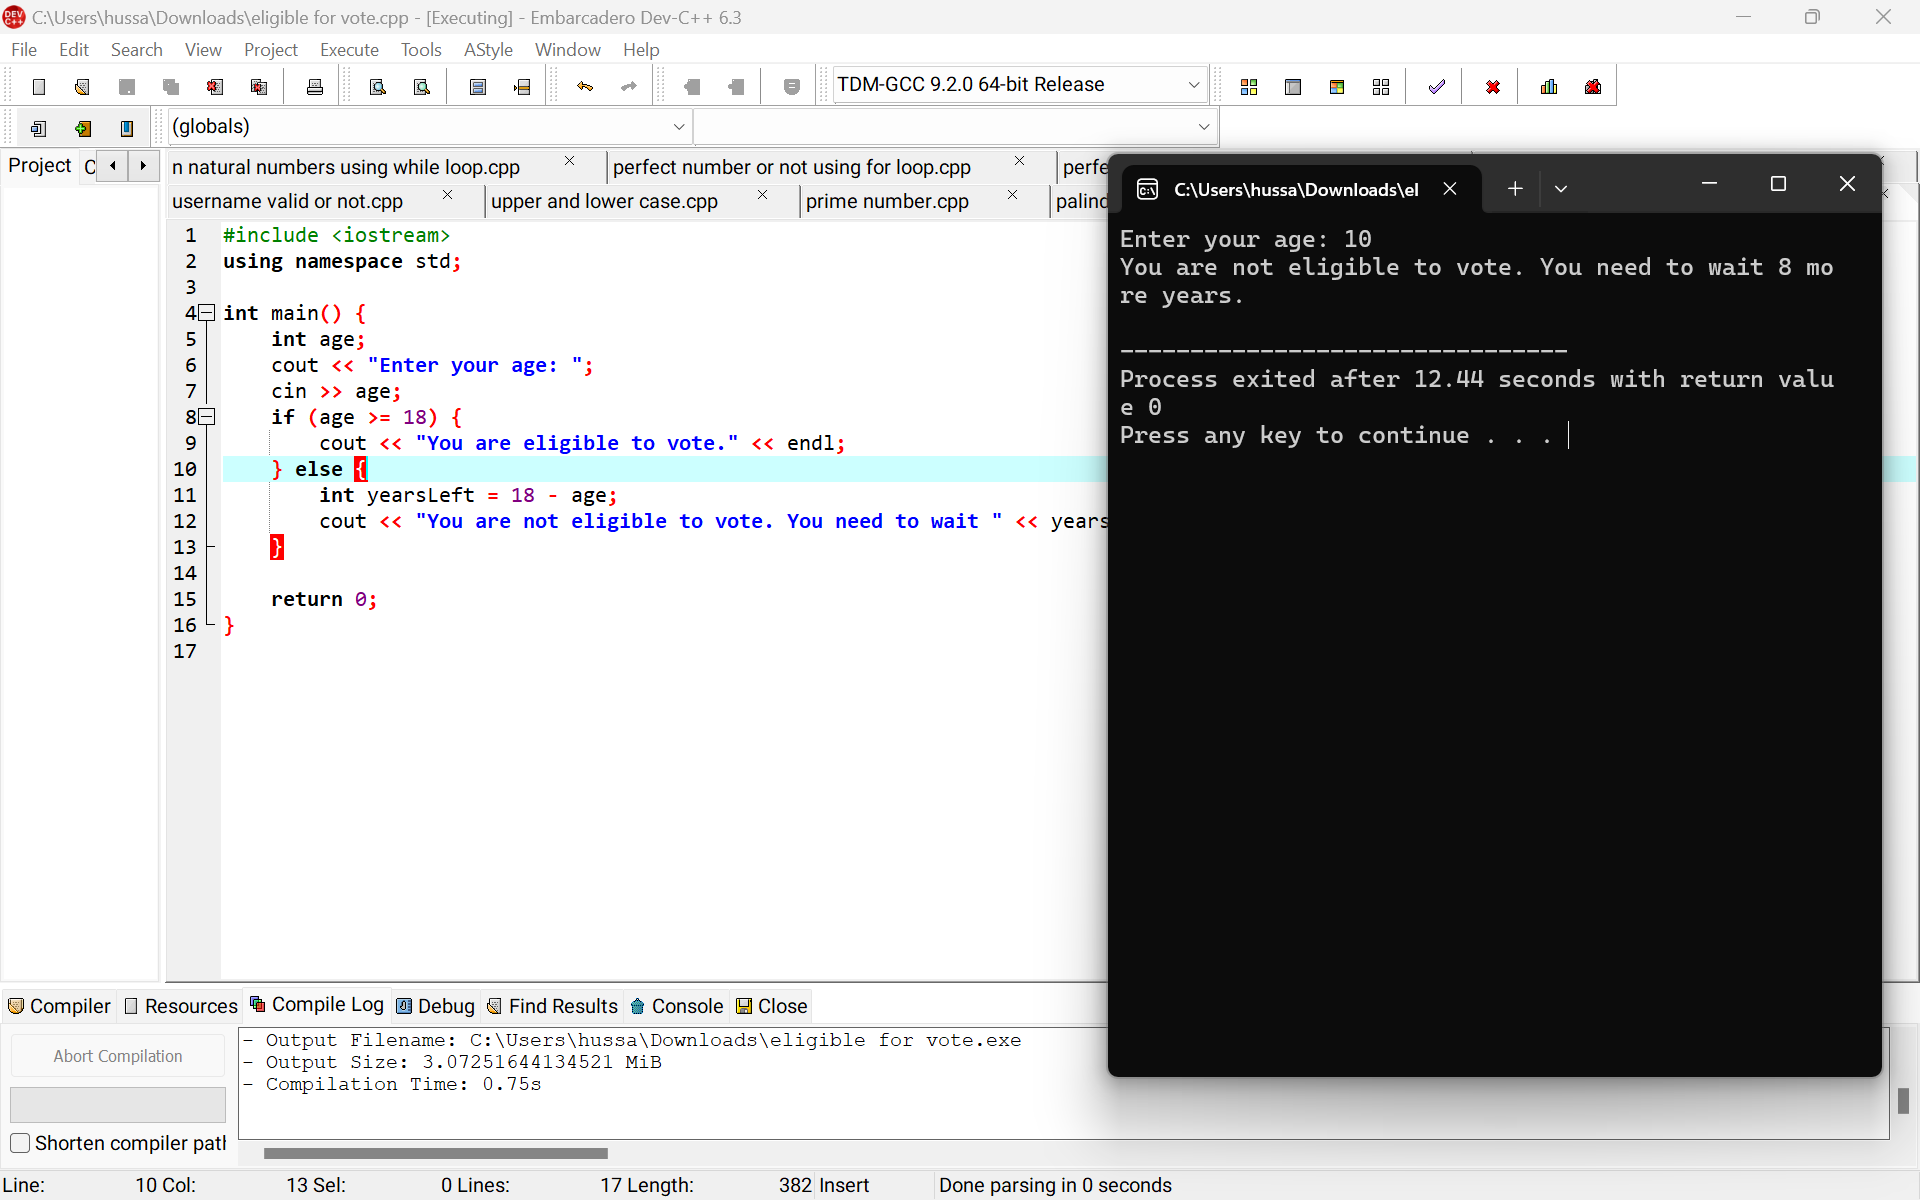 C:\Users\hussa\Downloads\eligible for vote.cpp - [Executing] - Embarcadero Dev-C++ 6.3
File Edit Search View Project Execute Tools AStyle Window Help
TDM-GCC 9.2.0 64-bit Release
(globals)
Project C
n natural numbers using while loop.cpp perfect number or not using for loop.cpp perfe
username valid or not.cpp upper and lower case.cpp prime number.cpp palind
1 #include <iostream>
2 using namespace std;
3
4 int main() {
5 int age;
6 cout << "Enter your age: ";
7 cin >> age;
8 if (age >= 18) {
9 cout << "You are eligible to vote." << endl;
10 } else {
11 int yearsLeft = 18 - age;
12 cout << "You are not eligible to vote. You need to wait " << years
13 }
14
15 return 0;
16 }
17
C:\Users\hussa\Downloads\el
Enter your age: 10
You are not eligible to vote. You need to wait 8 mo
re years.
--------------------------------
Process exited after 12.44 seconds with return valu
e 0
Press any key to continue . . .
Compiler Resources Compile Log Debug Find Results Console Close
Abort Compilation
Shorten compiler path
- Output Filename: C:\Users\hussa\Downloads\eligible for vote.exe
- Output Size: 3.07251644134521 MiB
- Compilation Time: 0.75s
Line: 10 Col: 13 Sel: 0 Lines: 17 Length: 382 Insert Done parsing in 0 seconds